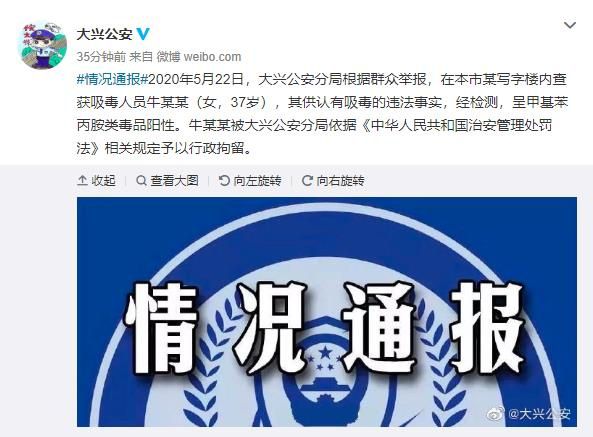 大兴公安
35分钟前 来自 微博 weibo.com
#情况通报#2020年5月22日，大兴公安分局根据群众举报，在本市某写字楼内查
获吸毒人员牛某某（女，37岁），其供认有吸毒的违法事实，经检测，呈甲基苯
丙胺类毒品阳性。牛某某被大兴公安分局依据《中华人民共和国治安管理处罚
法》相关规定予以行政拘留。
收起 查看大图 向左旋转 向右旋转
情况通报
@大兴公安